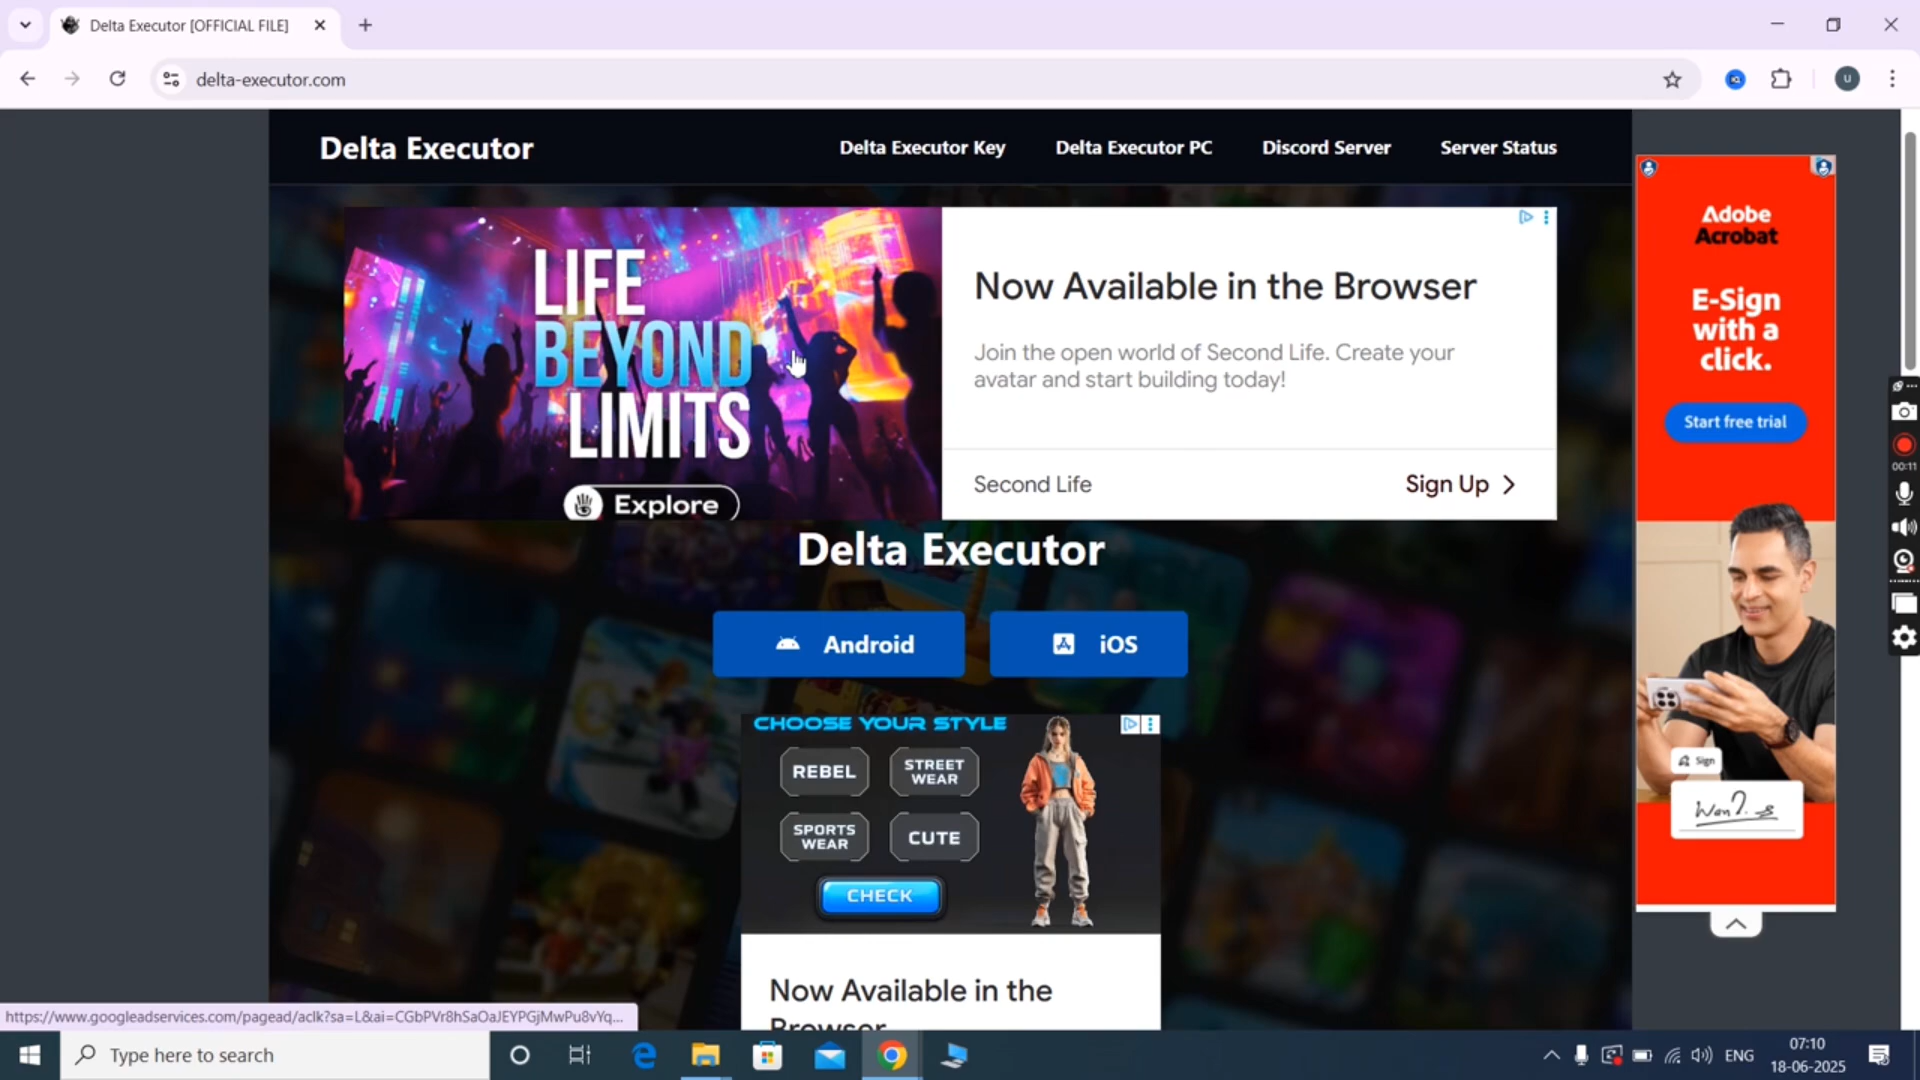 Delta Executor [OFFICIAL FILE]
delta-executor.com
u
Delta Executor
Delta Executor Key
Delta Executor PC
Discord Server
Server Status
LIFE
BEYOND
LIMITS
Explore
Now Available in the Browser
Join the open world of Second Life. Create your
avatar and start building today!
Second Life
Sign Up
Adobe
Acrobat
E-Sign
with a
click.
Start free trial
Sign
00:11
Delta Executor
Android
iOS
CHOOSE YOUR STYLE
REBEL
STREET
WEAR
SPORTS
WEAR
CUTE
CHECK
Now Available in the
Browser
https://www.googleadservices.com/pagead/aclk?sa=L&ai=CGbPVr8hSaOaJEYPGjMwPu8vYq...
Type here to search
ENG
07:10
18-06-2025